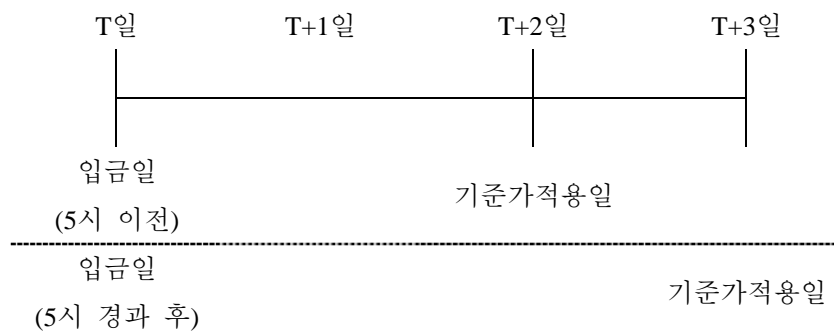 T일 T+1일 T+2일 T+3일
입금일
(5시 이전)
기준가적용일
입금일
(5시 경과 후)
기준가적용일